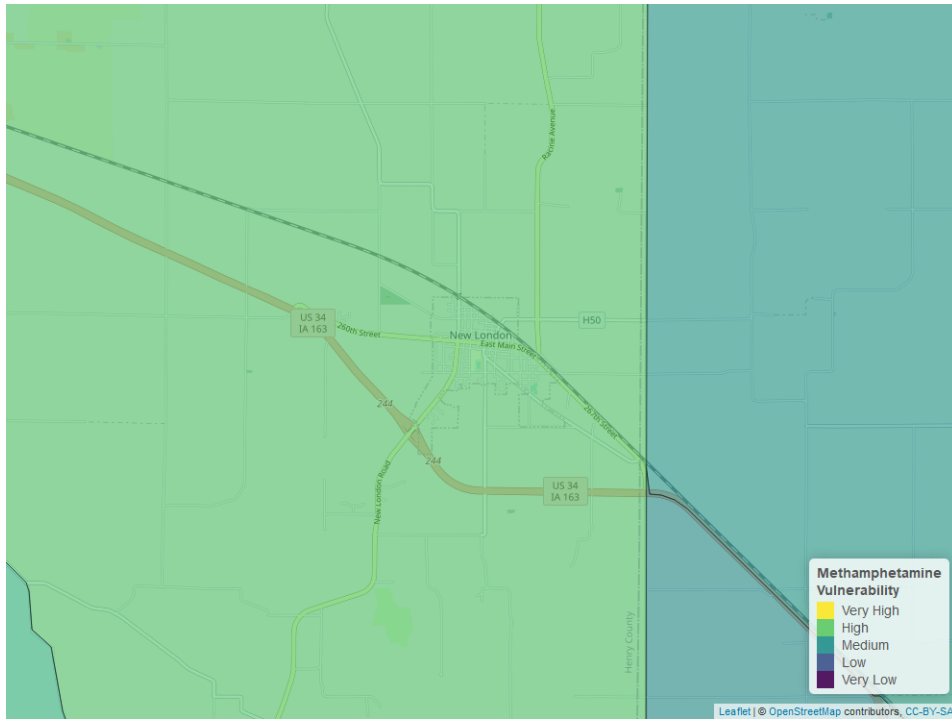 Racine Avenue
US 34
IA 163
260th Street
New London
H50
East Main Street
267th Street
244
244
New London Road
US 34
IA 163
Henry County
Methamphetamine
Vulnerability
Very High
High
Medium
Low
Very Low
Leaflet | © OpenStreetMap contributors, CC-BY-SA